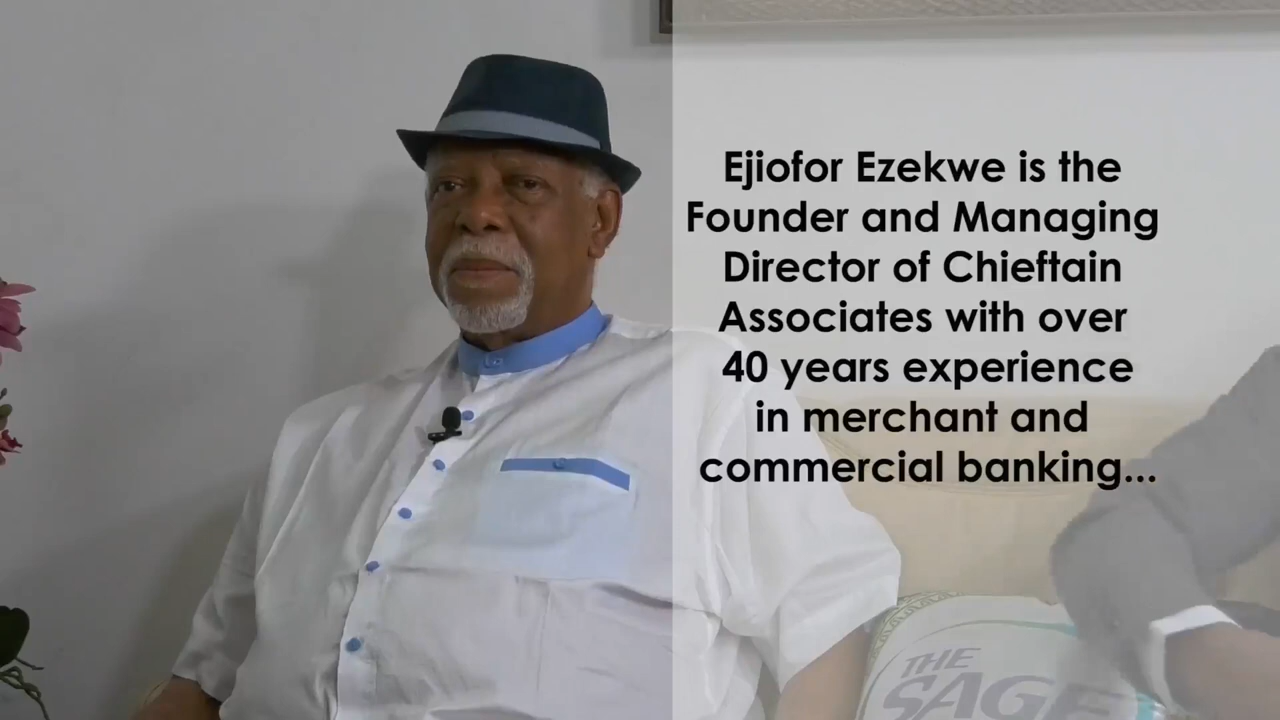 Ejiofor Ezekwe is the
Founder and Managing
Director of Chieftain
Associates with over
40 years experience
in merchant and
commercial banking...
THE
SAGE